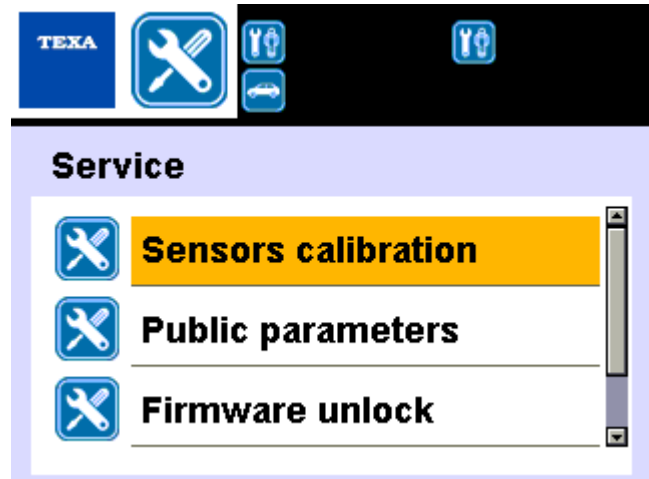 TEXA
Service
Sensors calibration
Public parameters
Firmware unlock